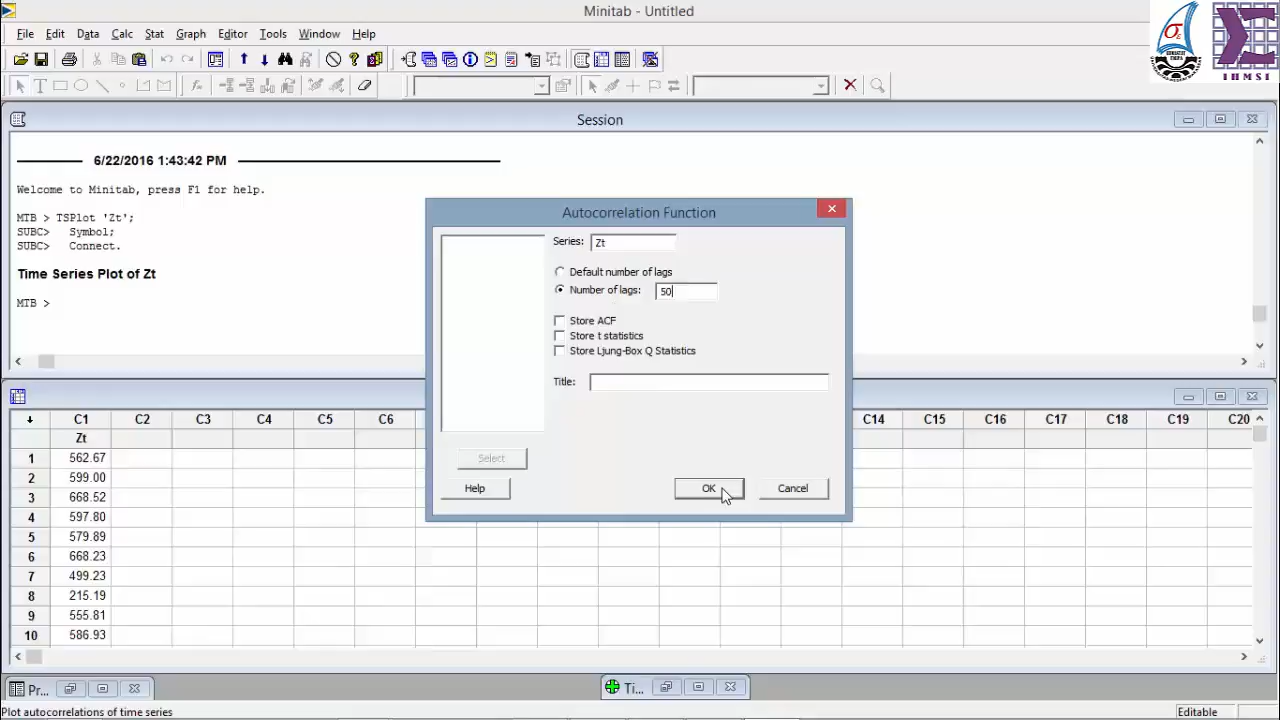 Minitab - Untitled
File Edit Data Calc Stat Graph Editor Tools Window Help
IHMSI
Session
6/22/2016 1:43:42 PM
Welcome to Minitab, press F1 for help.
MTB > TSPlot 'Zt';
SUBC> Symbol;
SUBC> Connect.
Time Series Plot of Zt
MTB >
Autocorrelation Function
Series: Zt
Default number of lags
Number of lags: 50
Store ACF
Store t statistics
Store Ljung-Box Q Statistics
Title:
Select
Help OK Cancel
C1 C2 C3 C4 C5 C6 C14 C15 C16 C17 C18 C19 C20
Zt
1 562.67
2 599.00
3 668.52
4 597.80
5 579.89
6 668.23
7 499.23
8 215.19
9 555.81
10 586.93
Pr... Ti...
Plot autocorrelations of time series Editable